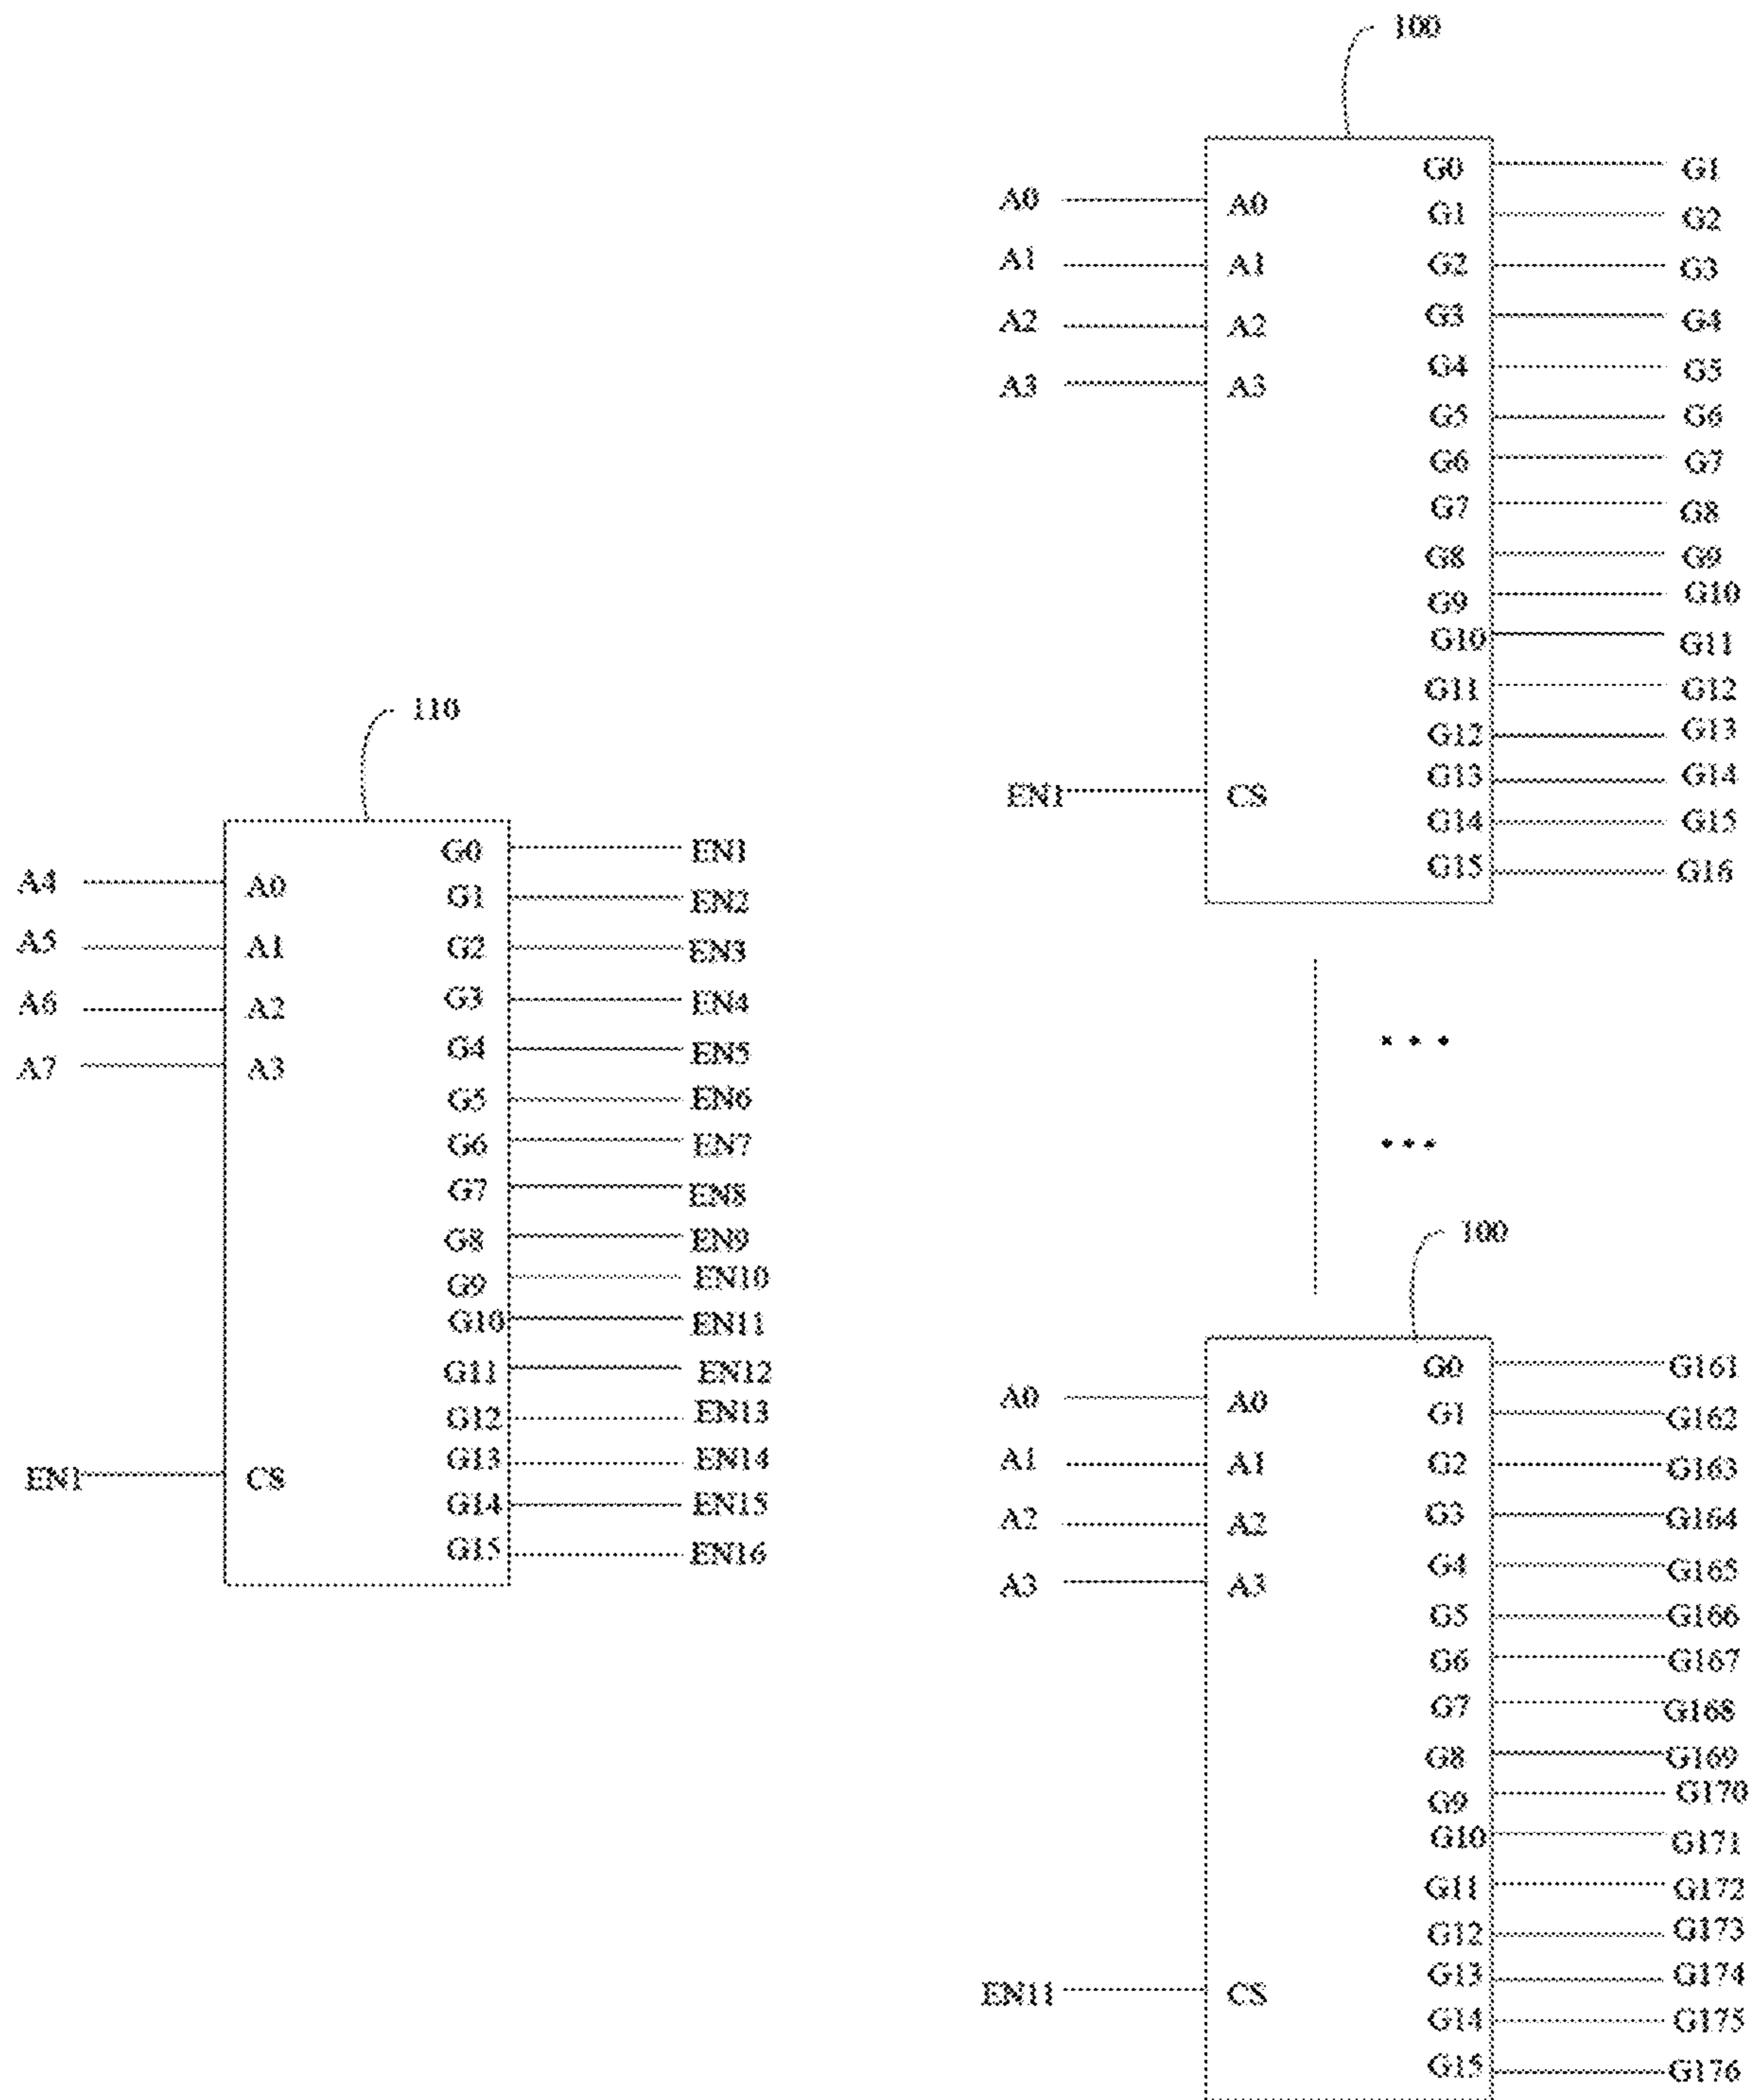 100
G0 G1
A0 A0 G1 G2
A1 A1 G2 G3
A2 A2 G3 G4
A3 A3 G4 G5
G5 G6
G6 G7
G7 G8
G8 G9
G9 G10
G10 G11
G11 G12
G12 G13
EN1 CS G13 G14
G14 G15
G15 G16
110
G0 EN1
A4 A0 G1 EN2
A5 A1 G2 EN3
A6 A2 G3 EN4
A7 A3 G4 EN5
G5 EN6
G6 EN7
G7 EN8
G8 EN9
G9 EN10
G10 EN11
G11 EN12
G12 EN13
EN1 CS G13 EN14
G14 EN15
G15 EN16
...
...
100
G0 G161
A0 A0 G1 G162
A1 A1 G2 G163
A2 A2 G3 G164
A3 A3 G4 G165
G5 G166
G6 G167
G7 G168
G8 G169
G9 G170
G10 G171
G11 G172
G12 G173
EN11 CS G13 G174
G14 G175
G15 G176